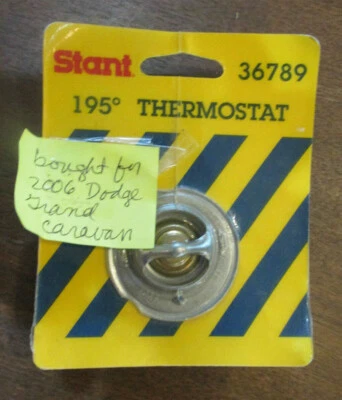 Stant
36789
195° THERMOSTAT
bought for
2006 Dodge
Grand
Caravan